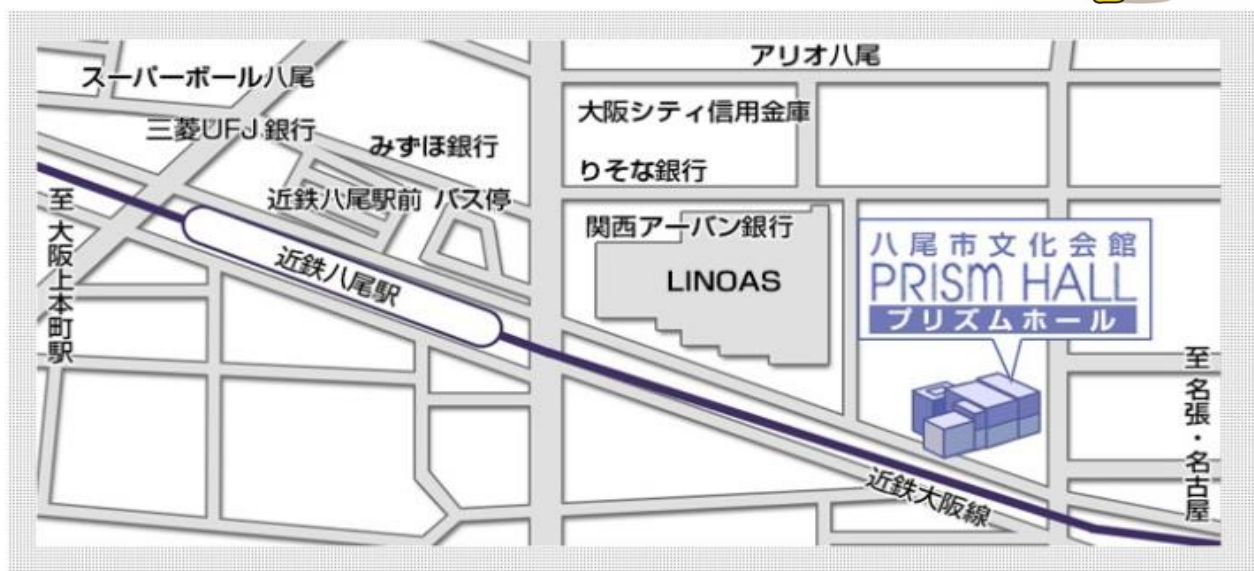 アリオ八尾
スーパーボール八尾
大阪シティ信用金庫
三菱UFJ銀行
みずほ銀行
りそな銀行
近鉄八尾駅前 バス停
至 大阪上本町駅
関西アーバン銀行
八尾市文化会館
PRISM HALL
プリズムホール
近鉄八尾駅
LINOAS
至 名張・名古屋
近鉄大阪線